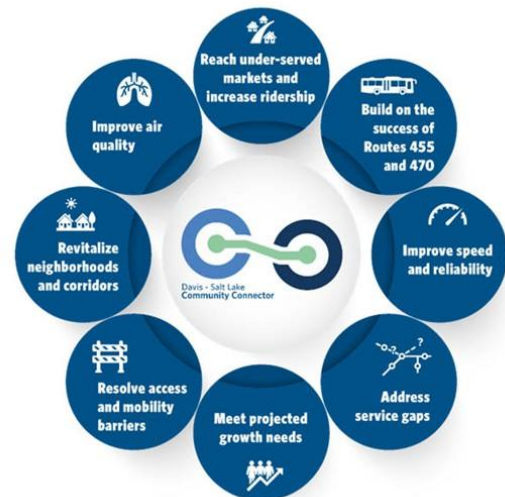 Reach under-served
markets and
increase ridership
Build on the
success of
Routes 455
and 470
Improve speed
and reliability
? ?
Address
service gaps
Meet projected
growth needs
Resolve access
and mobility
barriers
Revitalize
neighborhoods
and corridors
Improve air
quality
Davis - Salt Lake
Community Connector